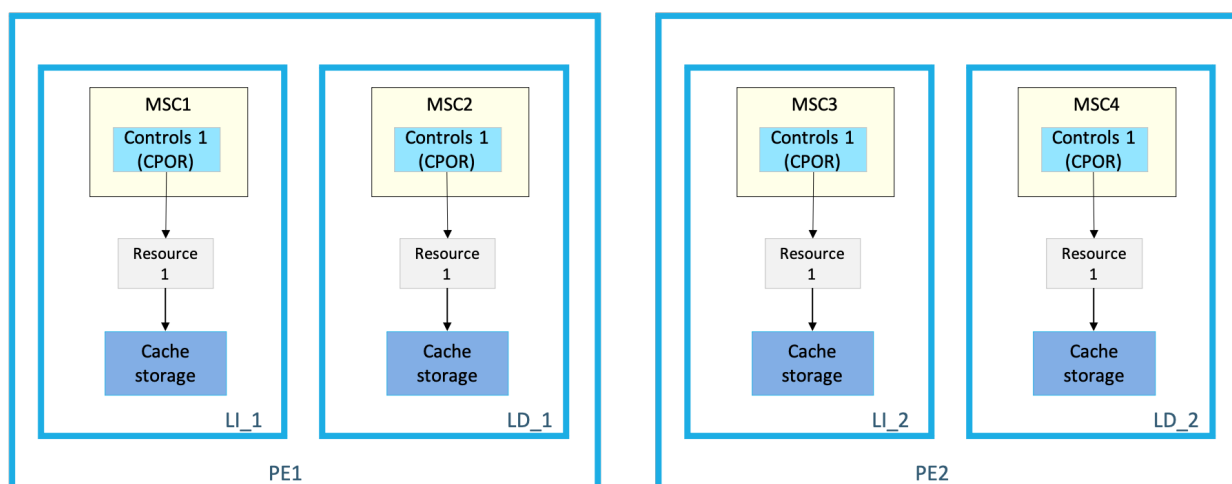 MSC1
Controls 1
(CPOR)
Resource
1
Cache
storage
LI_1
MSC2
Controls 1
(CPOR)
Resource
1
Cache
storage
LD_1
PE1
MSC3
Controls 1
(CPOR)
Resource
1
Cache
storage
LI_2
MSC4
Controls 1
(CPOR)
Resource
1
Cache
storage
LD_2
PE2